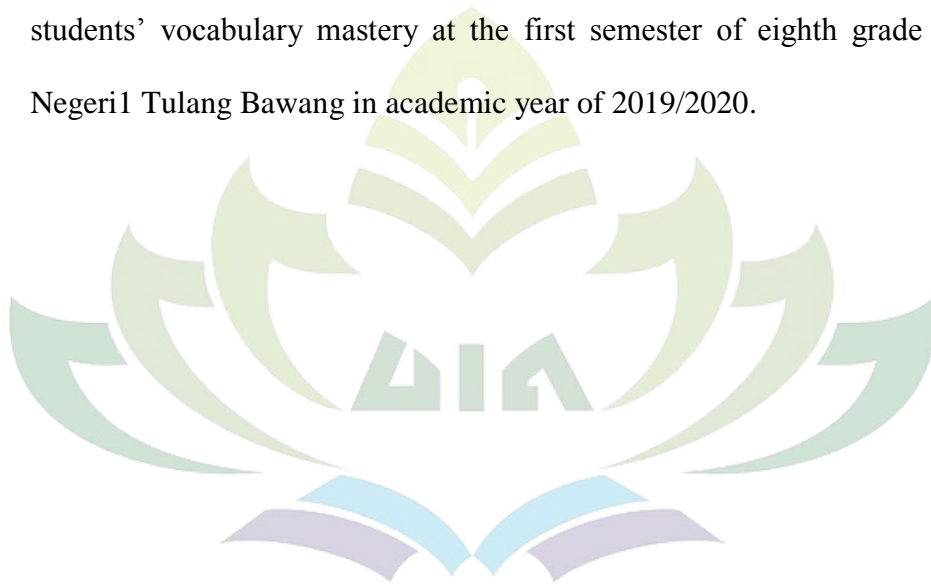 students’ vocabulary mastery at the first semester of eighth grade
Negeri1 Tulang Bawang in academic year of 2019/2020.
UIN